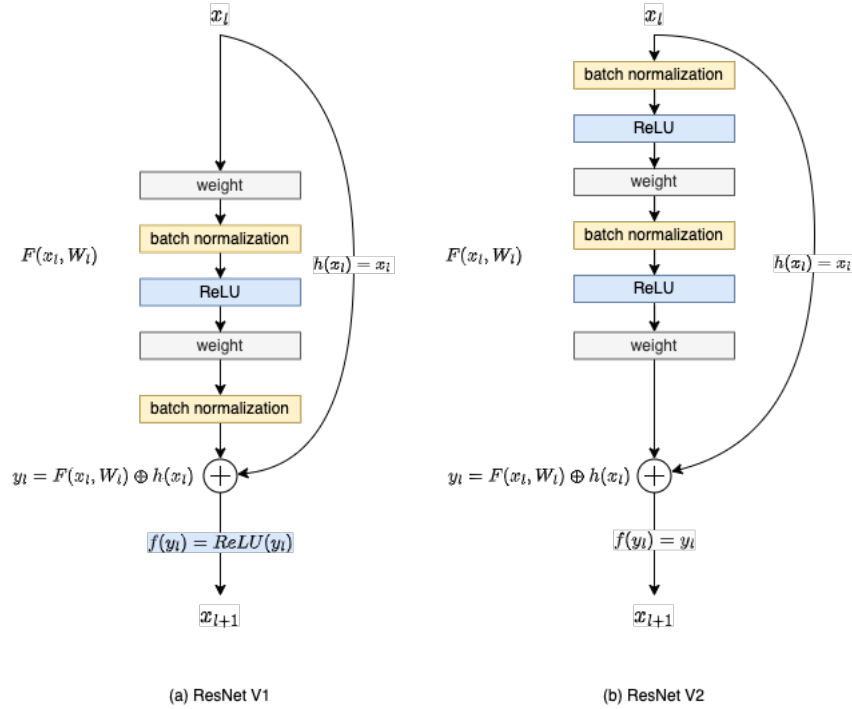 x_l
weight
batch normalization
F(x_l, W_l)
h(x_l) = x_l
ReLU
weight
batch normalization
y_l = F(x_l, W_l) ⊕ h(x_l)
+
f(y_l) = ReLU(y_l)
x_{l+1}
(a) ResNet V1
x_l
batch normalization
ReLU
weight
batch normalization
F(x_l, W_l)
h(x_l) = x_l
ReLU
weight
y_l = F(x_l, W_l) ⊕ h(x_l)
+
f(y_l) = y_l
x_{l+1}
(b) ResNet V2